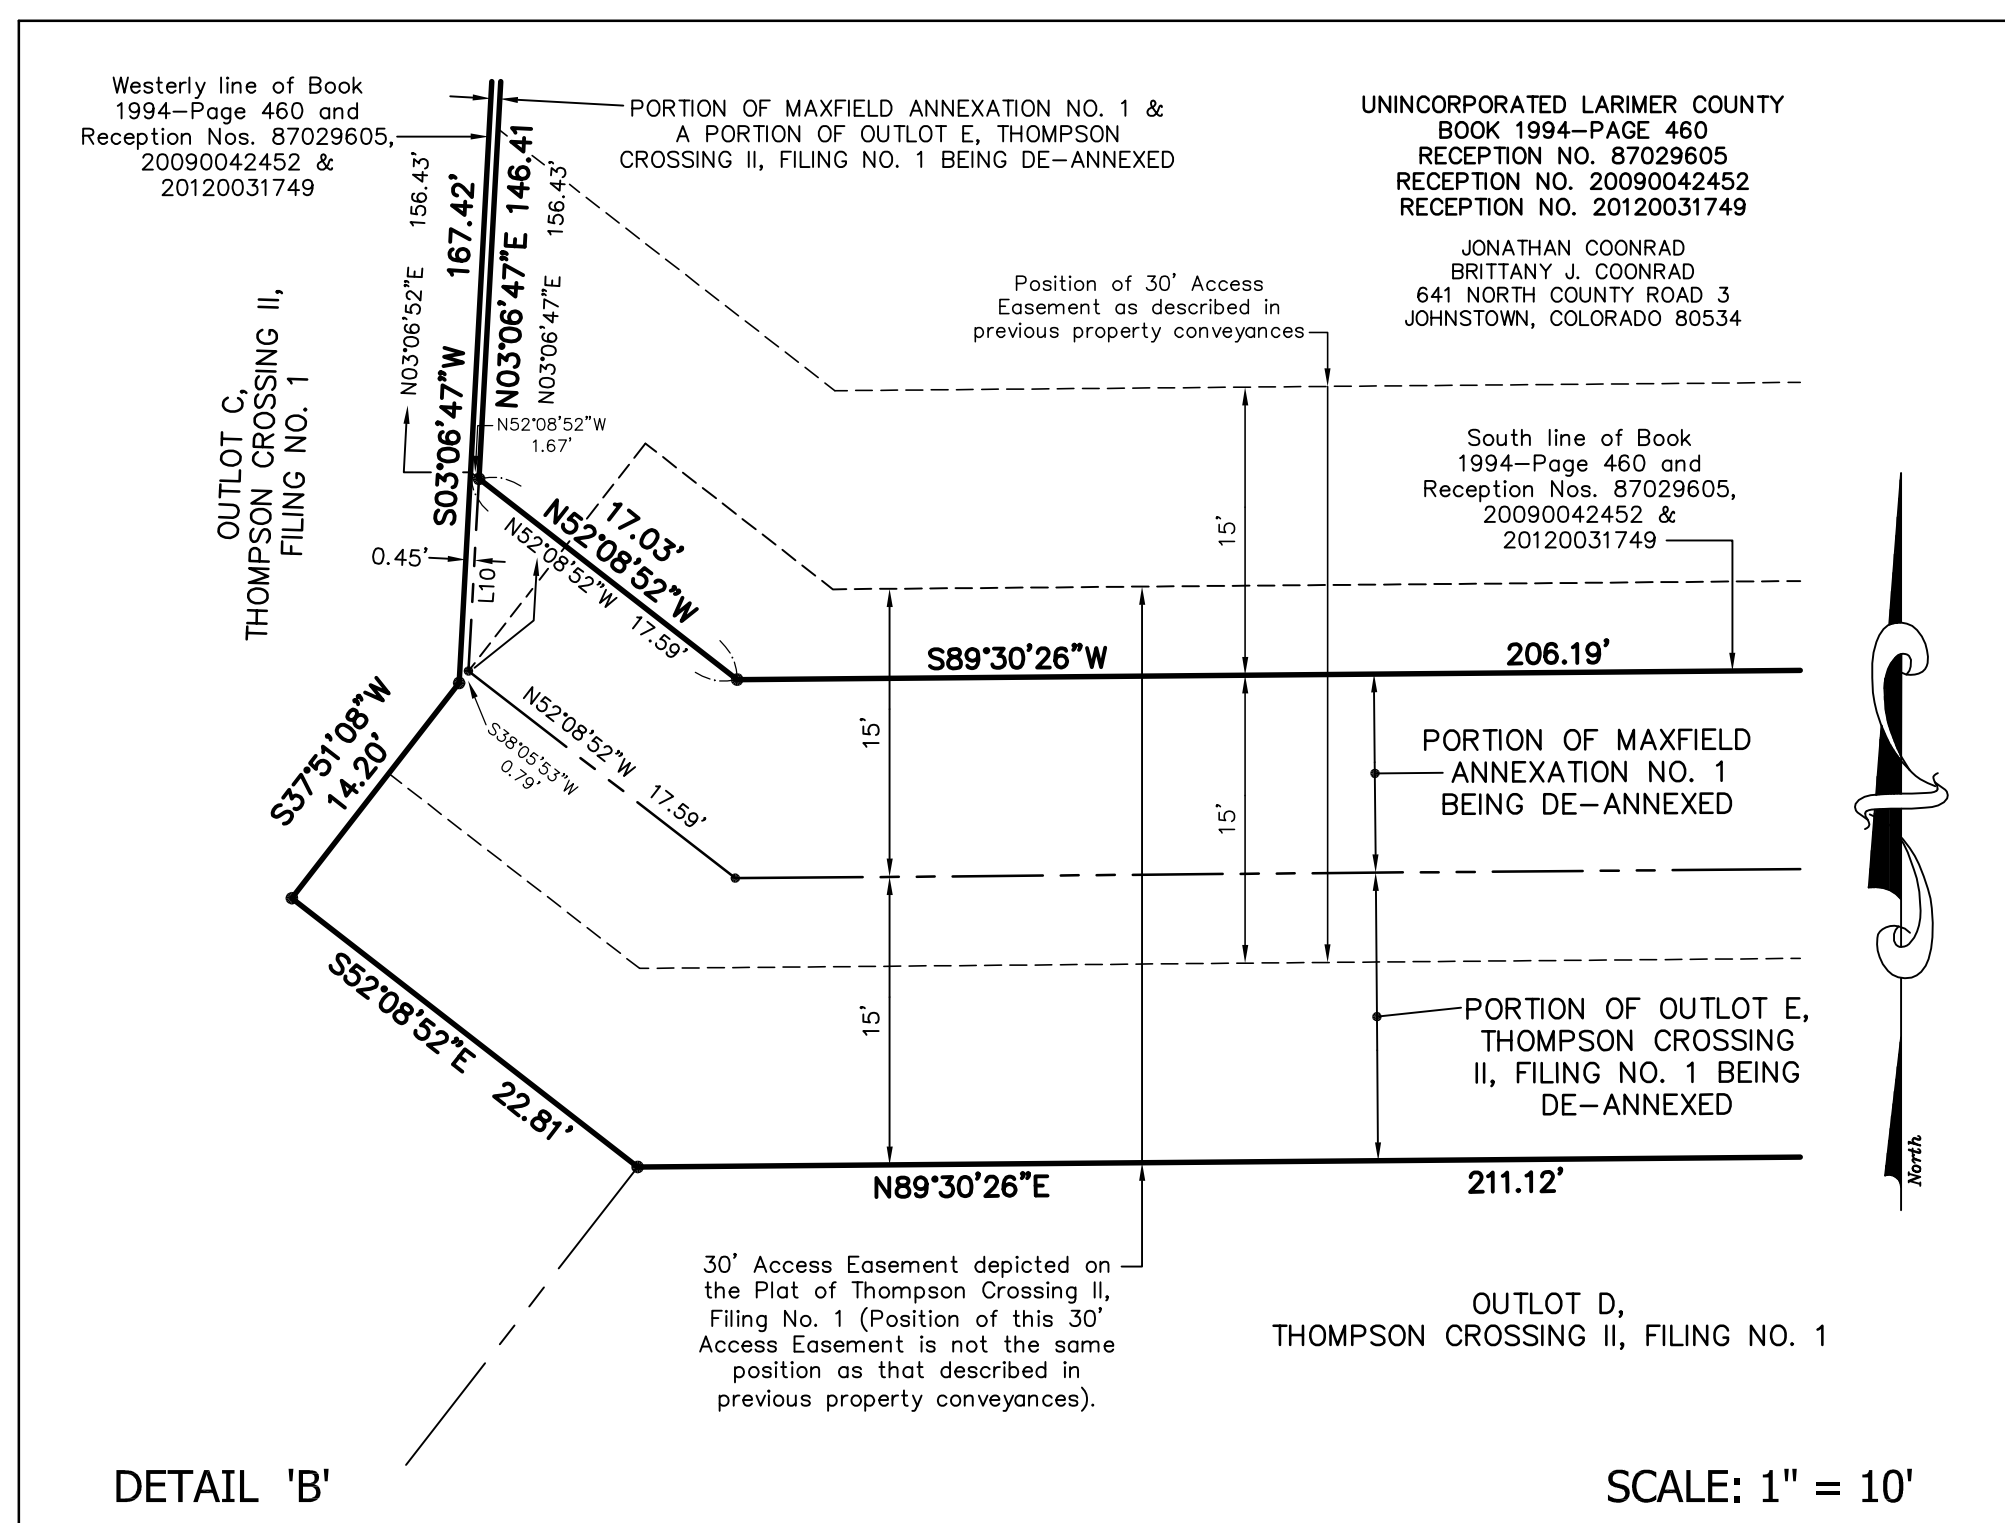 Westerly line of Book
1994-Page 460 and
Reception Nos. 87029605,
20090042452 &
20120031749
PORTION OF MAXFIELD ANNEXATION NO. 1 &
A PORTION OF OUTLOT E, THOMPSON
CROSSING II, FILING NO. 1 BEING DE-ANNEXED
UNINCORPORATED LARIMER COUNTY
BOOK 1994-PAGE 460
RECEPTION NO. 87029605
RECEPTION NO. 20090042452
RECEPTION NO. 20120031749
JONATHAN COONRAD
BRITTANY J. COONRAD
641 NORTH COUNTY ROAD 3
JOHNSTOWN, COLORADO 80534
N03°06'52"E 156.43'
S03°06'47"W 167.42'
N03°06'47"E 146.41
N03°06'47"E 156.43'
OUTLOT C,
THOMPSON CROSSING II,
FILING NO. 1
Position of 30' Access
Easement as described in
previous property conveyances
N52°08'52"W
1.67'
South line of Book
1994-Page 460 and
Reception Nos. 87029605,
20090042452 &
20120031749
17.03'
N52°08'52"W
N52°08'52"W 17.59'
0.45'
L10
15'
S89°30'26"W 206.19'
S37°51'08"W
14.20'
S38°05'53"W
0.79'
N52°08'52"W 17.59'
15'
15'
PORTION OF MAXFIELD
ANNEXATION NO. 1
BEING DE-ANNEXED
S52°08'52"E 22.81'
15'
PORTION OF OUTLOT E,
THOMPSON CROSSING
II, FILING NO. 1 BEING
DE-ANNEXED
North
N89°30'26"E 211.12'
30' Access Easement depicted on
the Plat of Thompson Crossing II,
Filing No. 1 (Position of this 30'
Access Easement is not the same
position as that described in
previous property conveyances).
OUTLOT D,
THOMPSON CROSSING II, FILING NO. 1
DETAIL 'B'
SCALE: 1" = 10'